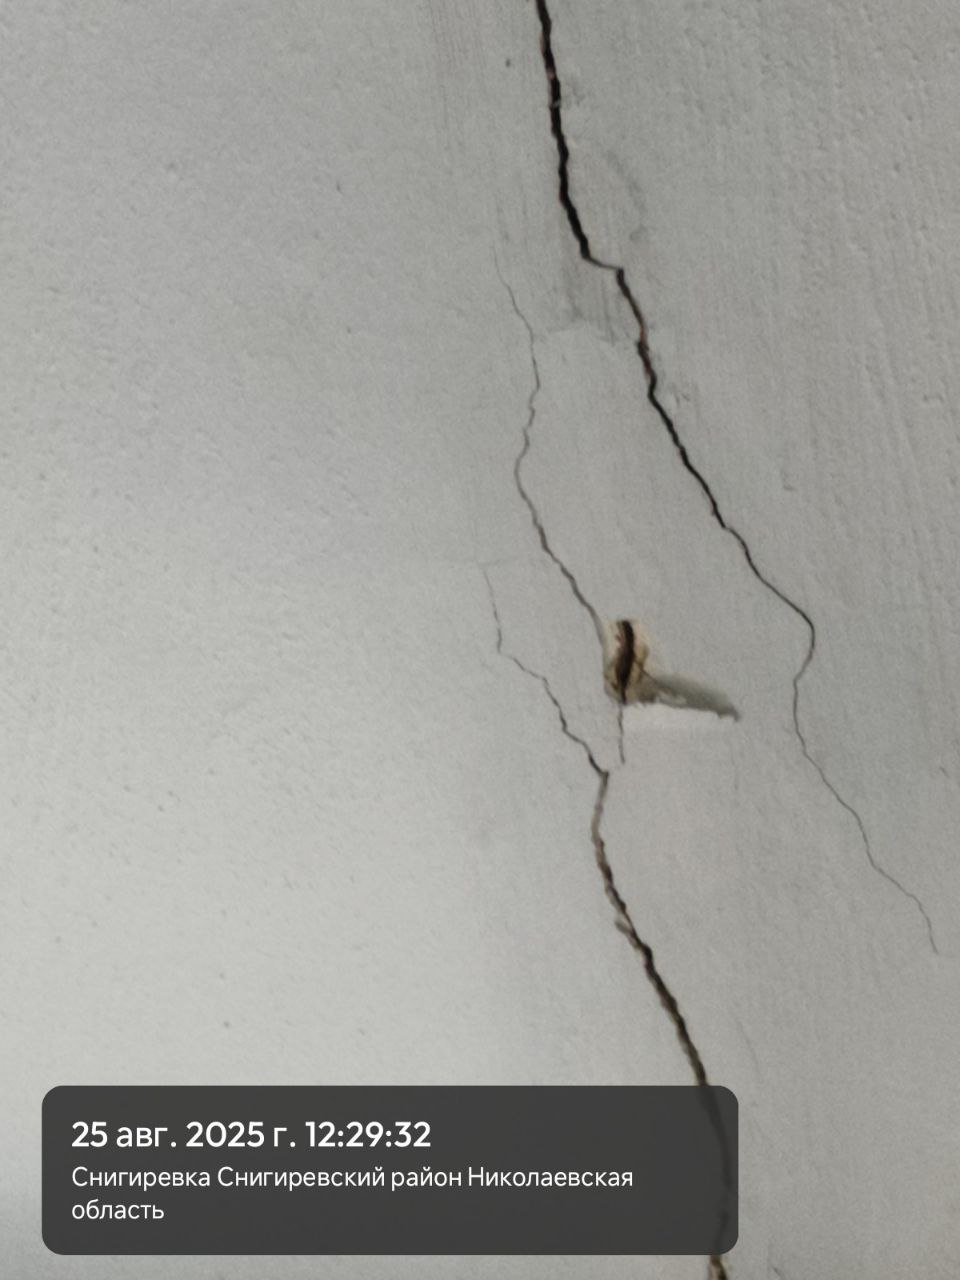 25 авг. 2025 г. 12:29:32
Снигиревка Снигиревский район Николаевская
область